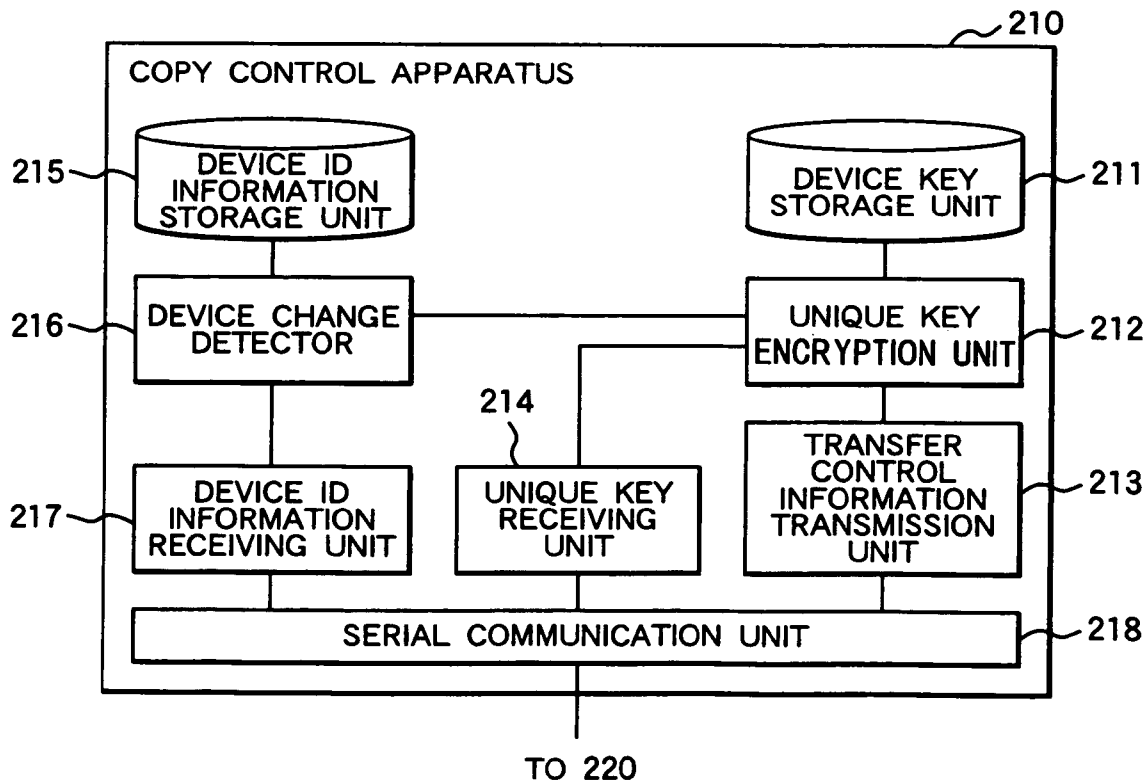 210
COPY CONTROL APPARATUS
215
DEVICE ID
INFORMATION
STORAGE UNIT
DEVICE KEY
STORAGE UNIT
211
216
DEVICE CHANGE
DETECTOR
UNIQUE KEY
ENCRYPTION UNIT
212
214
217
DEVICE ID
INFORMATION
RECEIVING UNIT
UNIQUE KEY
RECEIVING
UNIT
TRANSFER
CONTROL
INFORMATION
TRANSMISSION
UNIT
213
SERIAL COMMUNICATION UNIT
218
TO 220